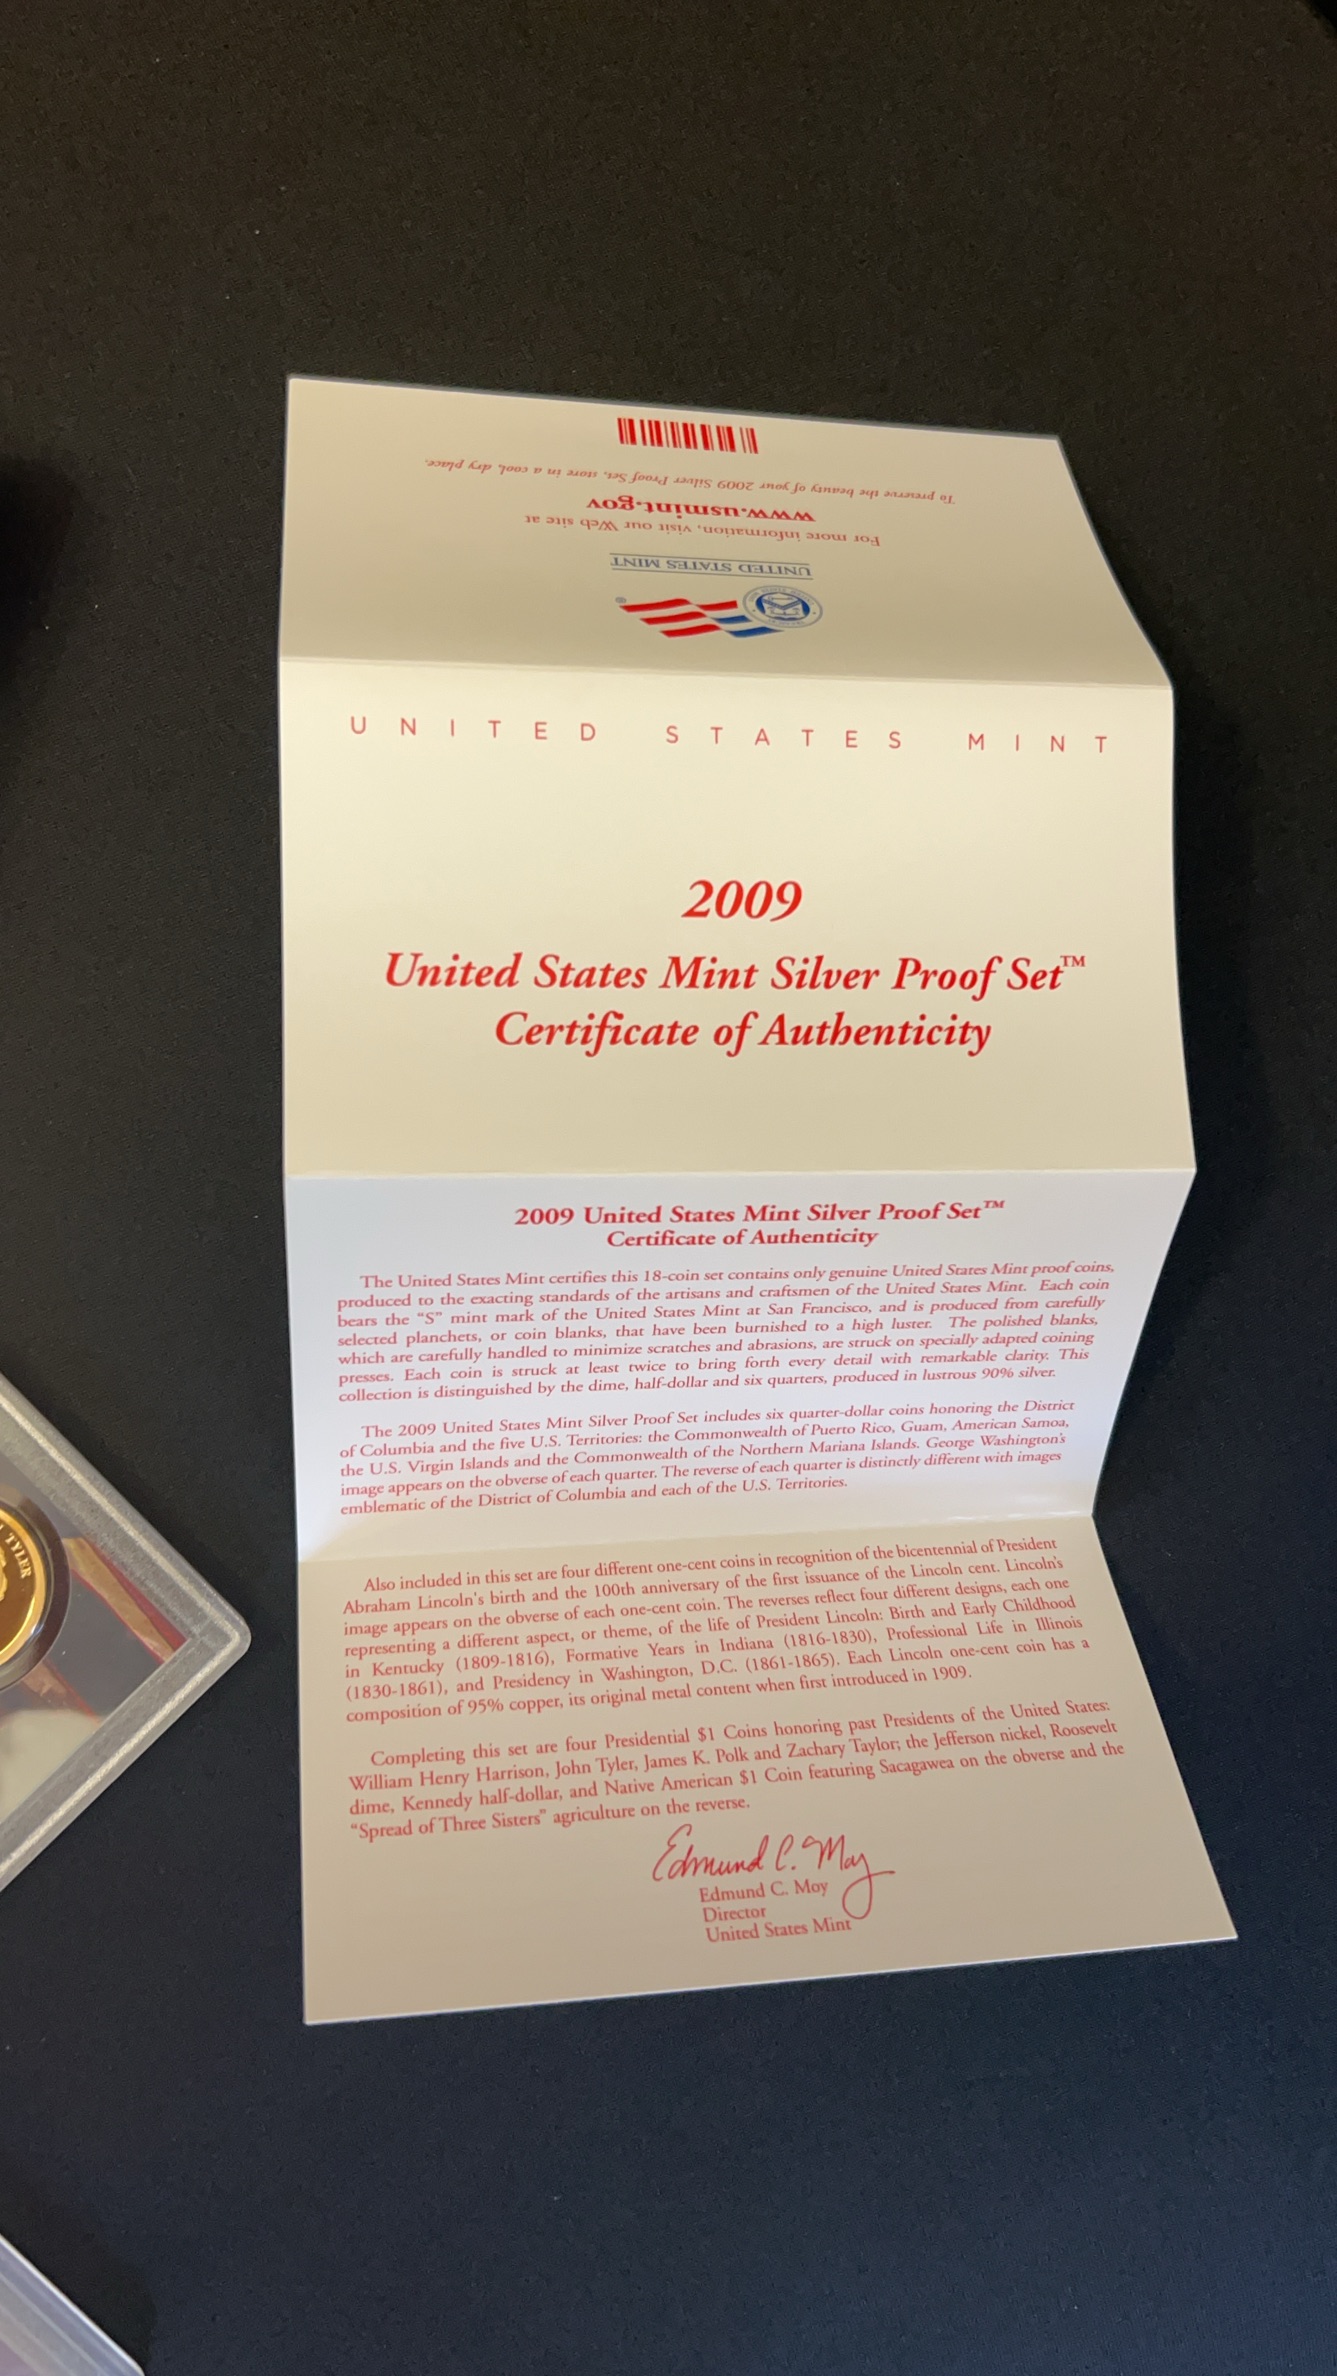 To preserve the beauty of your 2009 Silver Proof Set, store in a cool, dry place.
www.usmint.gov
For more information, visit our Web site at
UNITED STATES MINT
®
UNITED STATES MINT
2009
United States Mint Silver Proof Set™
Certificate of Authenticity
2009 United States Mint Silver Proof Set™
Certificate of Authenticity
The United States Mint certifies this 18-coin set contains only genuine United States Mint proof coins,
produced to the exacting standards of the artisans and craftsmen of the United States Mint. Each coin
bears the “S” mint mark of the United States Mint at San Francisco, and is produced from carefully
selected planchets, or coin blanks, that have been burnished to a high luster. The polished blanks,
which are carefully handled to minimize scratches and abrasions, are struck on specially adapted coining
presses. Each coin is struck at least twice to bring forth every detail with remarkable clarity. This
collection is distinguished by the dime, half-dollar and six quarters, produced in lustrous 90% silver.
The 2009 United States Mint Silver Proof Set includes six quarter-dollar coins honoring the District
of Columbia and the five U.S. Territories: the Commonwealth of Puerto Rico, Guam, American Samoa,
the U.S. Virgin Islands and the Commonwealth of the Northern Mariana Islands. George Washington's
image appears on the obverse of each quarter. The reverse of each quarter is distinctly different with images
emblematic of the District of Columbia and each of the U.S. Territories.
Also included in this set are four different one-cent coins in recognition of the bicentennial of President
Abraham Lincoln's birth and the 100th anniversary of the first issuance of the Lincoln cent. Lincoln's
image appears on the obverse of each one-cent coin. The reverses reflect four different designs, each one
representing a different aspect, or theme, of the life of President Lincoln: Birth and Early Childhood
in Kentucky (1809-1816), Formative Years in Indiana (1816-1830), Professional Life in Illinois
(1830-1861), and Presidency in Washington, D.C. (1861-1865). Each Lincoln one-cent coin has a
composition of 95% copper, its original metal content when first introduced in 1909.
Completing this set are four Presidential $1 Coins honoring past Presidents of the United States:
William Henry Harrison, John Tyler, James K. Polk and Zachary Taylor; the Jefferson nickel, Roosevelt
dime, Kennedy half-dollar, and Native American $1 Coin featuring Sacagawea on the obverse and the
“Spread of Three Sisters” agriculture on the reverse.
Edmund C. Moy
Edmund C. Moy
Director
United States Mint
TYLER